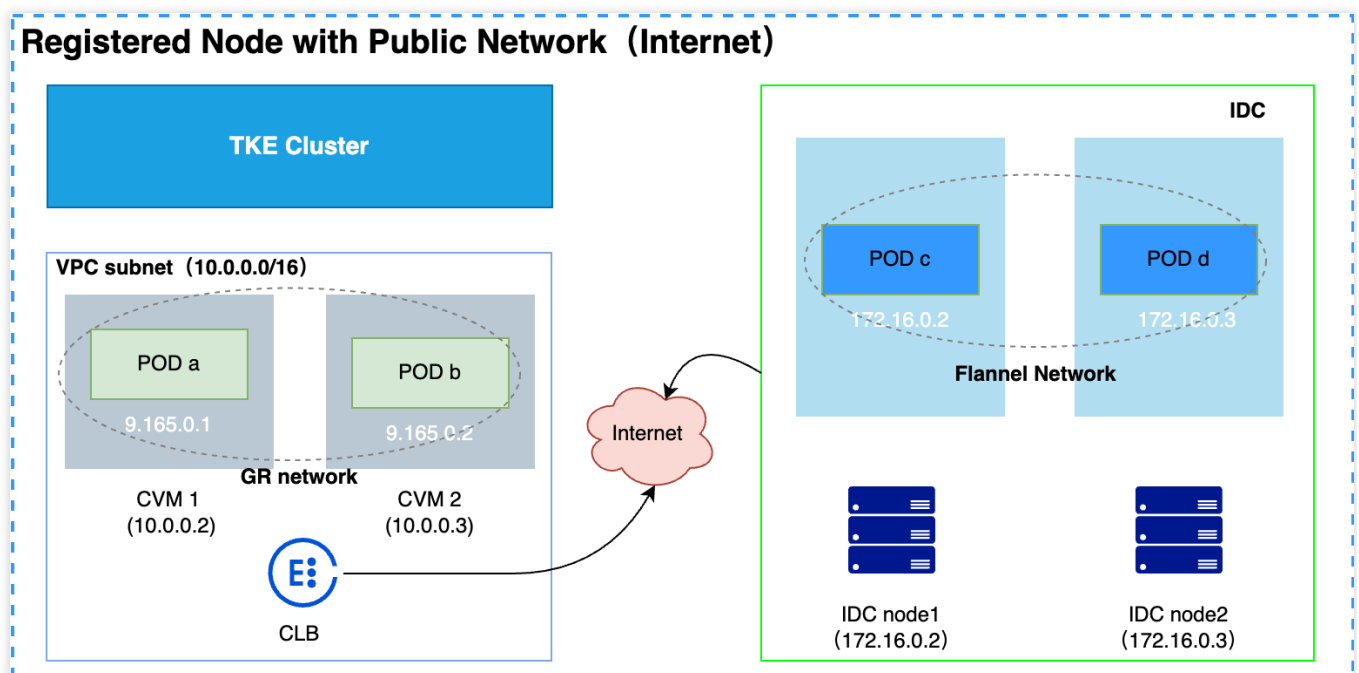 Registered Node with Public Network（Internet）
TKE Cluster
VPC subnet（10.0.0.0/16）
POD a
9.165.0.1
POD b
9.165.0.2
GR network
CVM 1
(10.0.0.2)
CVM 2
(10.0.0.3)
CLB
Internet
IDC
POD c
172.16.0.2
POD d
172.16.0.3
Flannel Network
IDC node1
(172.16.0.2)
IDC node2
(172.16.0.3)